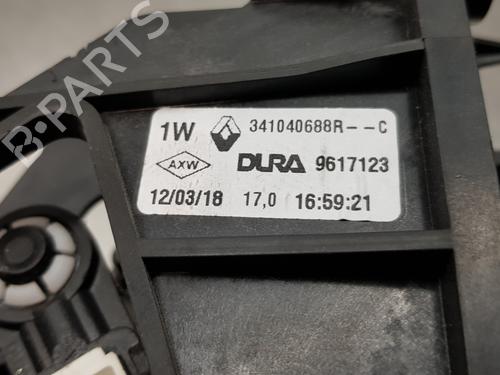 B-PARTS
1W 341040688R--C
AXW DURA 9617123
12/03/18 17,0 16:59:21